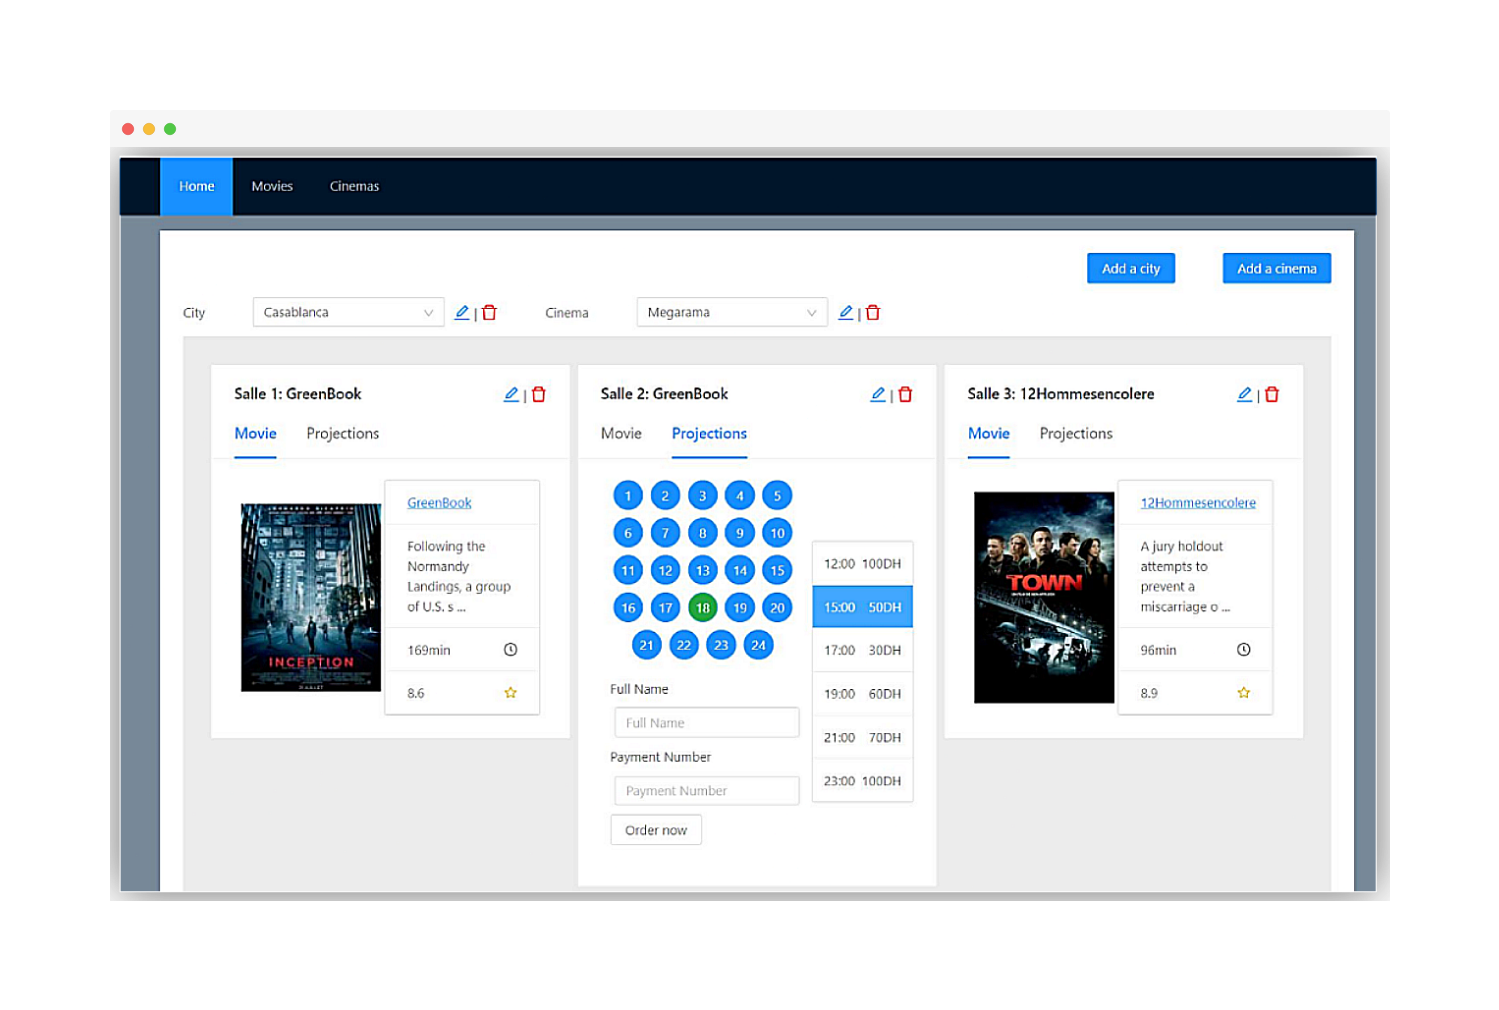 Home Movies Cinemas
Add a city Add a cinema
City Casablanca Cinema Megarama
Salle 1: GreenBook
Movie Projections
INCEPTION
GreenBook
Following the
Normandy
Landings, a group
of U.S. s ...
169min
8.6
Salle 2: GreenBook
Movie Projections
1 2 3 4 5
6 7 8 9 10
11 12 13 14 15
16 17 18 19 20
21 22 23 24
12:00 100DH
15:00 50DH
17:00 30DH
19:00 60DH
21:00 70DH
23:00 100DH
Full Name
Full Name
Payment Number
Payment Number
Order now
Salle 3: 12Hommesencolere
Movie Projections
TOWN
12Hommesencolere
A jury holdout
attempts to
prevent a
miscarriage o ...
96min
8.9